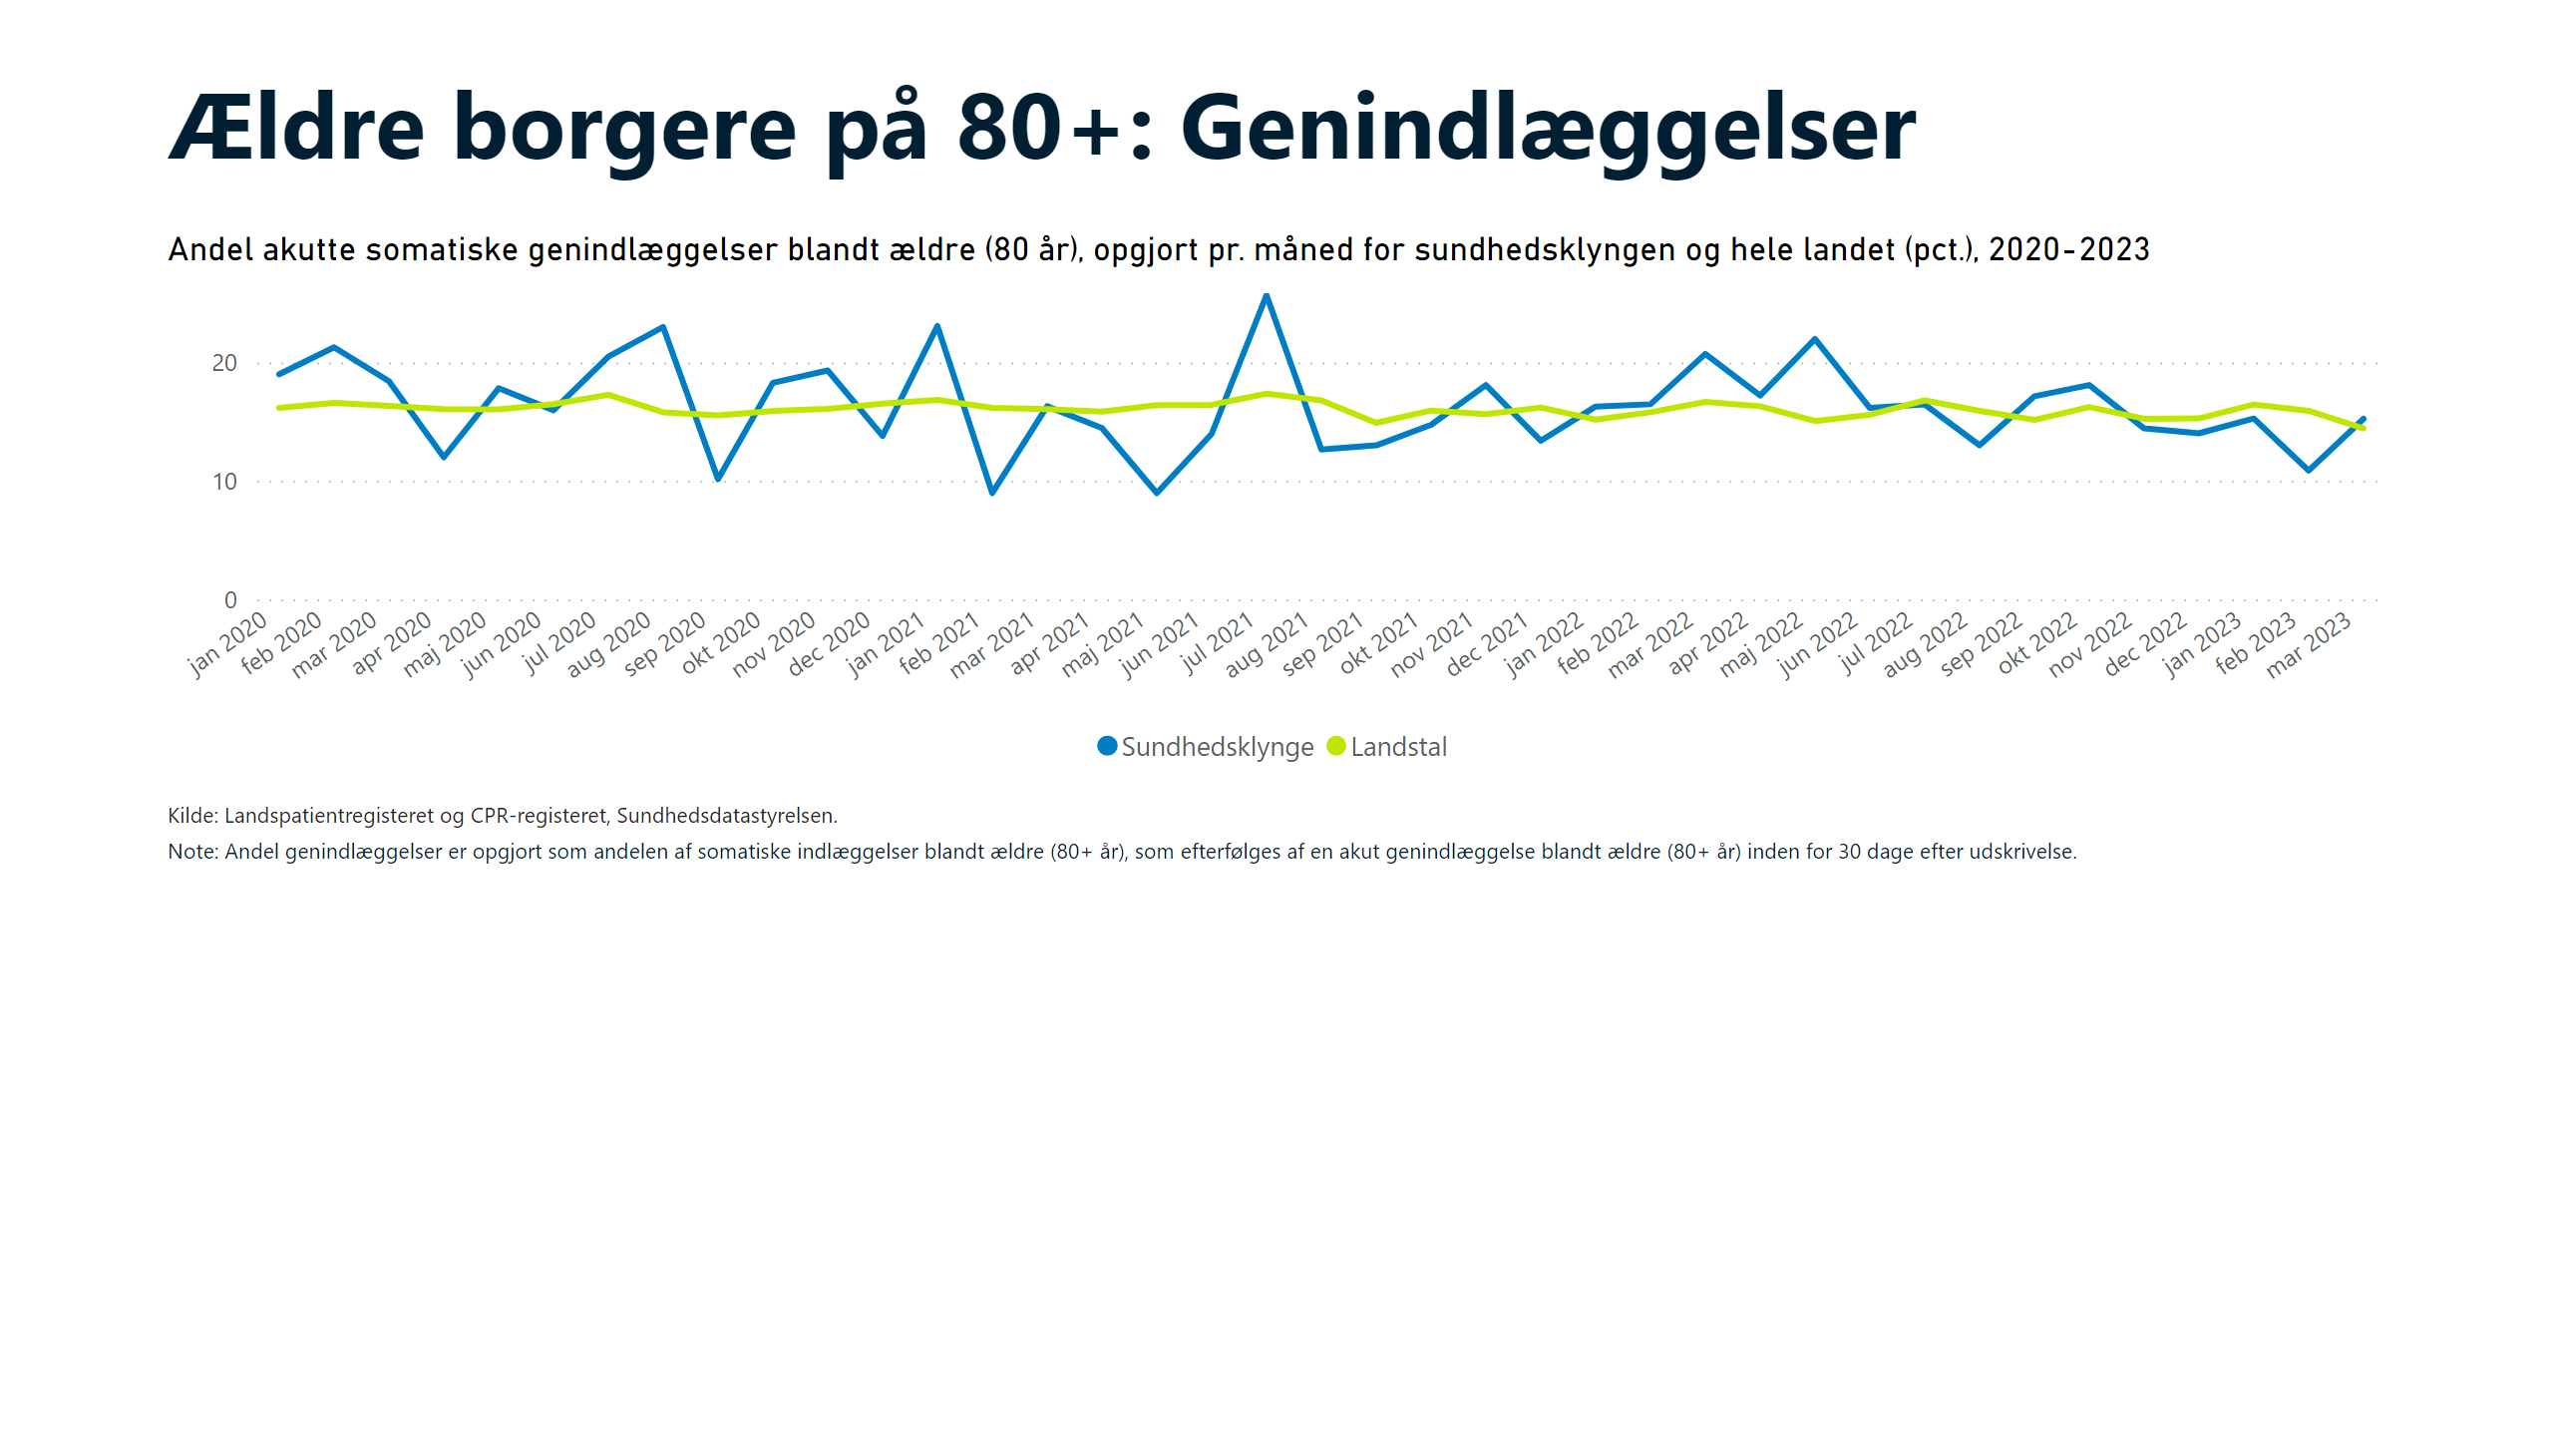 Ældre borgere på 80+: Genindlæggelser
Andel akutte somatiske genindlæggelser blandt ældre (80 år), opgjort pr. måned for sundhedsklyngen og hele landet (pct.), 2020-2023
20
10
0
jan 2020
feb 2020
mar 2020
apr 2020
maj 2020
jun 2020
jul 2020
aug 2020
sep 2020
okt 2020
nov 2020
dec 2020
jan 2021
feb 2021
mar 2021
apr 2021
maj 2021
jun 2021
jul 2021
aug 2021
sep 2021
okt 2021
nov 2021
dec 2021
jan 2022
feb 2022
mar 2022
apr 2022
maj 2022
jun 2022
jul 2022
aug 2022
sep 2022
okt 2022
nov 2022
dec 2022
jan 2023
feb 2023
mar 2023
Sundhedsklynge Landstal
Kilde: Landspatientregisteret og CPR-registeret, Sundhedsdatastyrelsen.
Note: Andel genindlæggelser er opgjort som andelen af somatiske indlæggelser blandt ældre (80+ år), som efterfølges af en akut genindlæggelse blandt ældre (80+ år) inden for 30 dage efter udskrivelse.